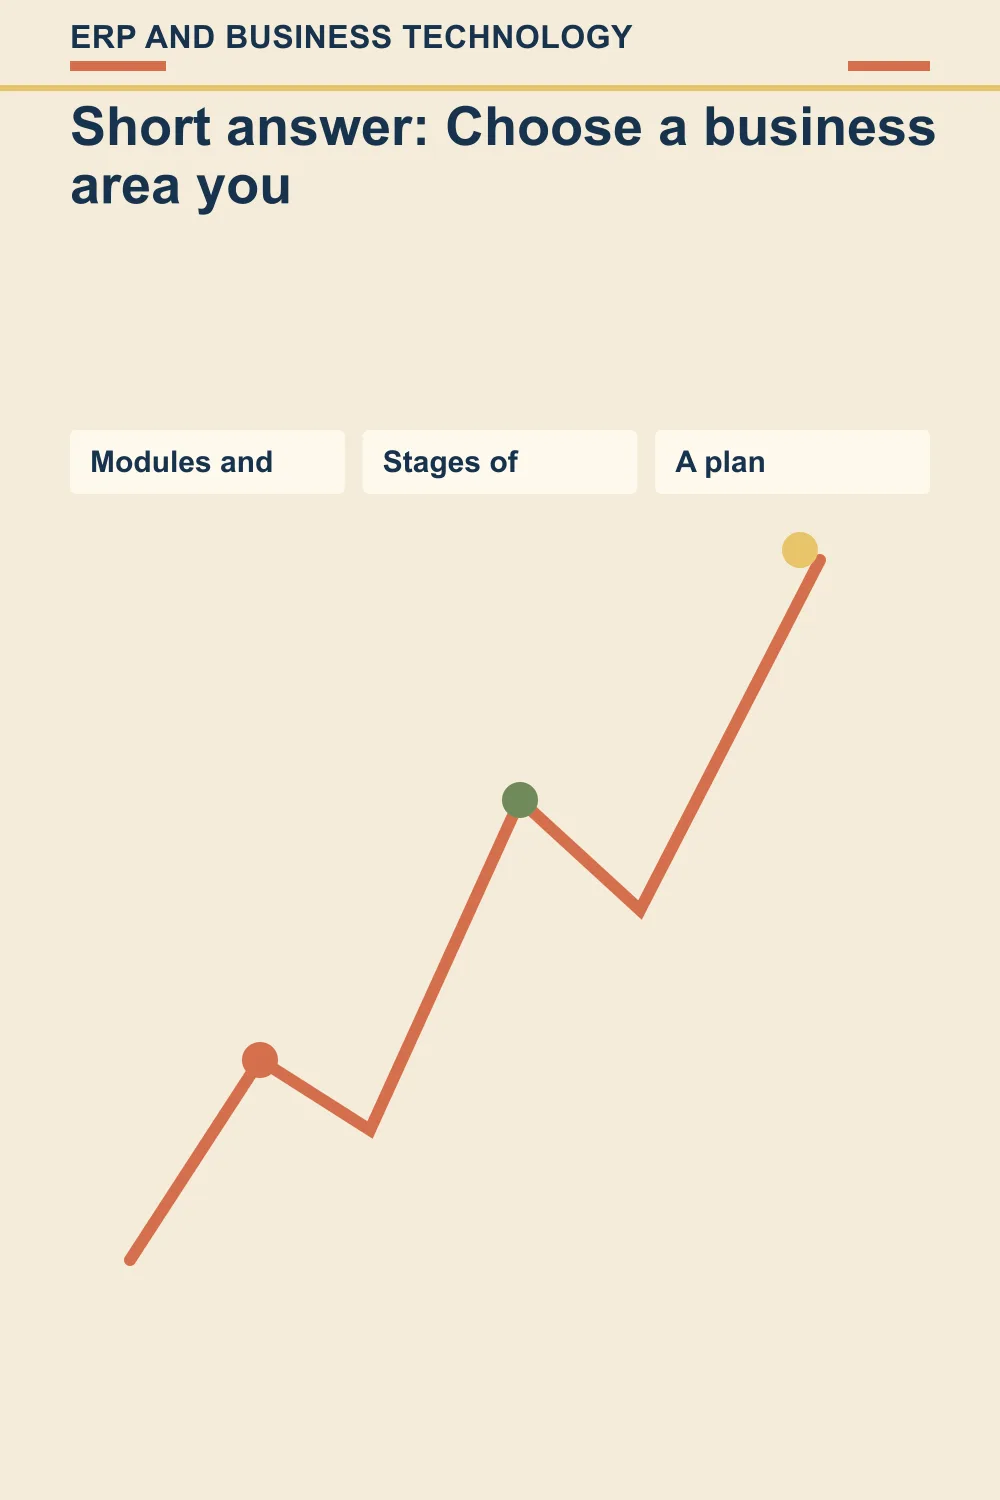 ERP AND BUSINESS TECHNOLOGY
Short answer: Choose a business
area you
Modules and
Stages of
A plan